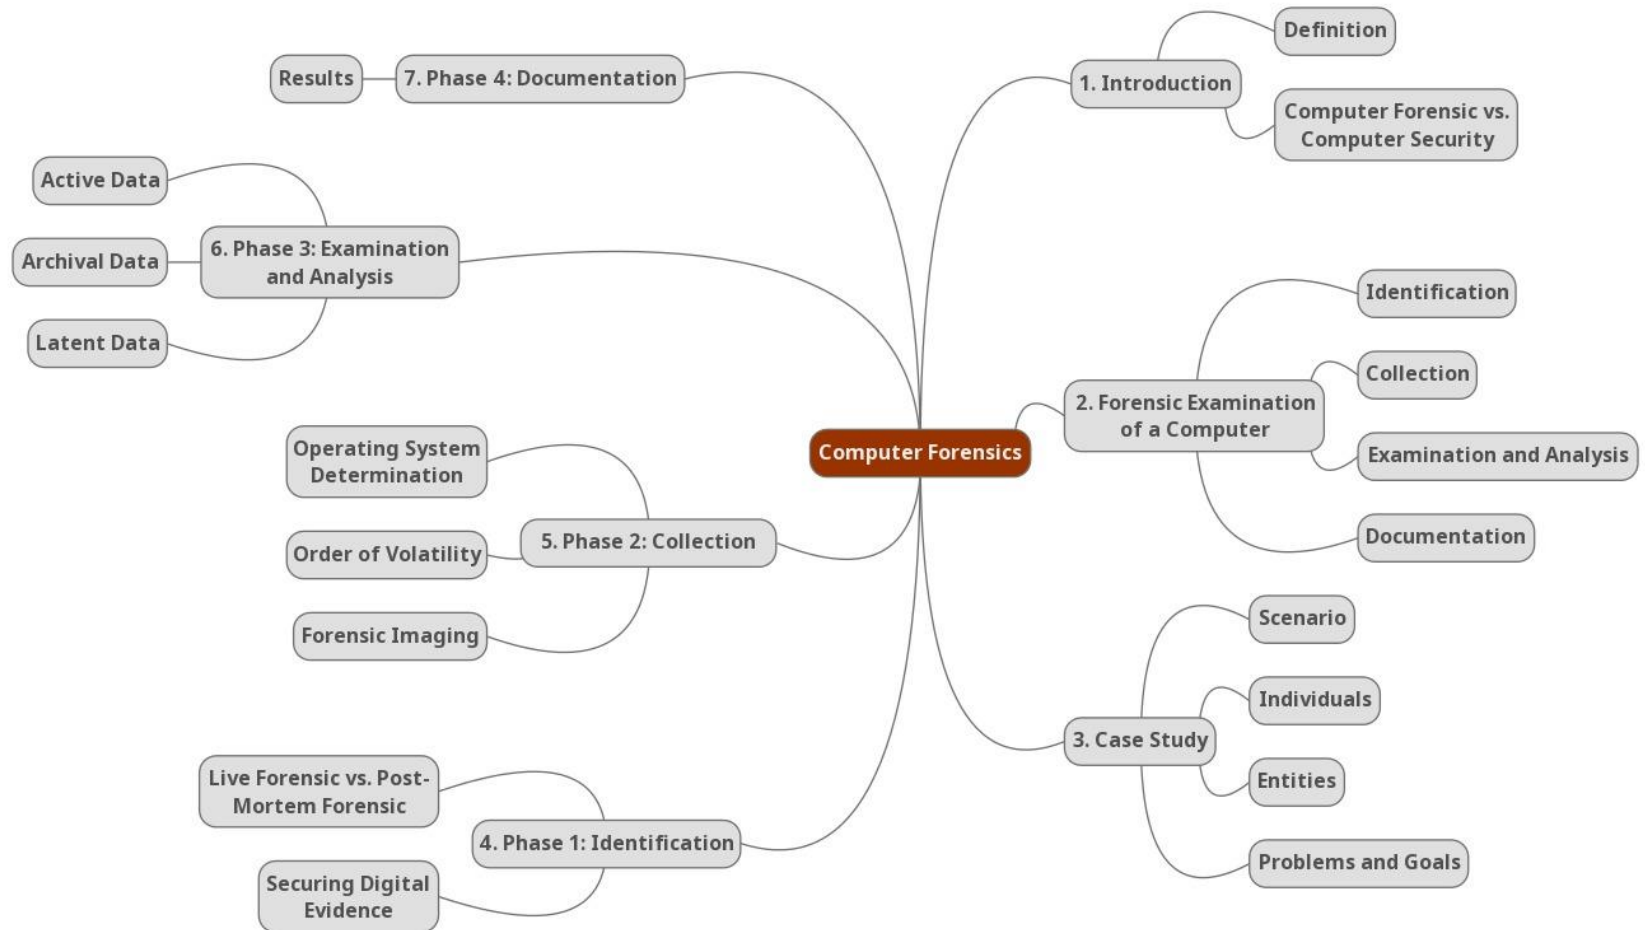 Computer Forensics
1. Introduction
Definition
Computer Forensic vs.
Computer Security
2. Forensic Examination
of a Computer
Identification
Collection
Examination and Analysis
Documentation
3. Case Study
Scenario
Individuals
Entities
Problems and Goals
4. Phase 1: Identification
Live Forensic vs. Post-
Mortem Forensic
Securing Digital
Evidence
5. Phase 2: Collection
Operating System
Determination
Order of Volatility
Forensic Imaging
6. Phase 3: Examination
and Analysis
Active Data
Archival Data
Latent Data
7. Phase 4: Documentation
Results